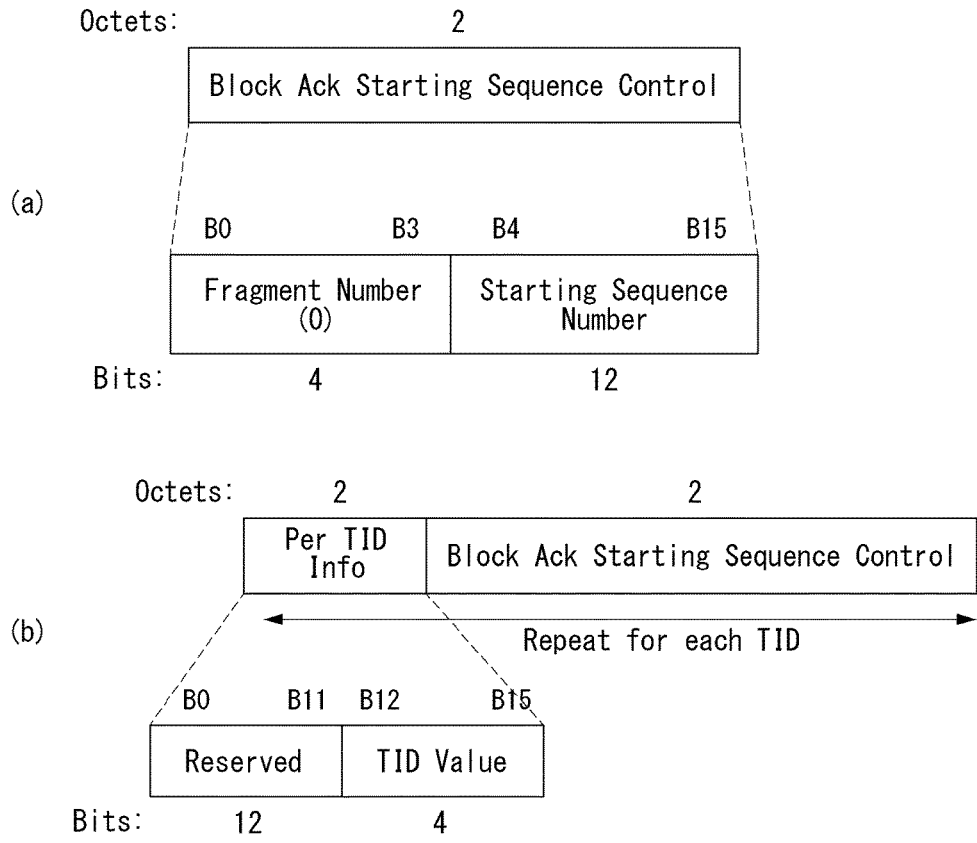 Octets: 2
Block Ack Starting Sequence Control
(a)
B0 B3 B4 B15
Fragment Number
(0)
Starting Sequence
Number
Bits: 4 12
Octets: 2 2
Per TID
Info
Block Ack Starting Sequence Control
(b)
Repeat for each TID
B0 B11 B12 B15
Reserved TID Value
Bits: 12 4